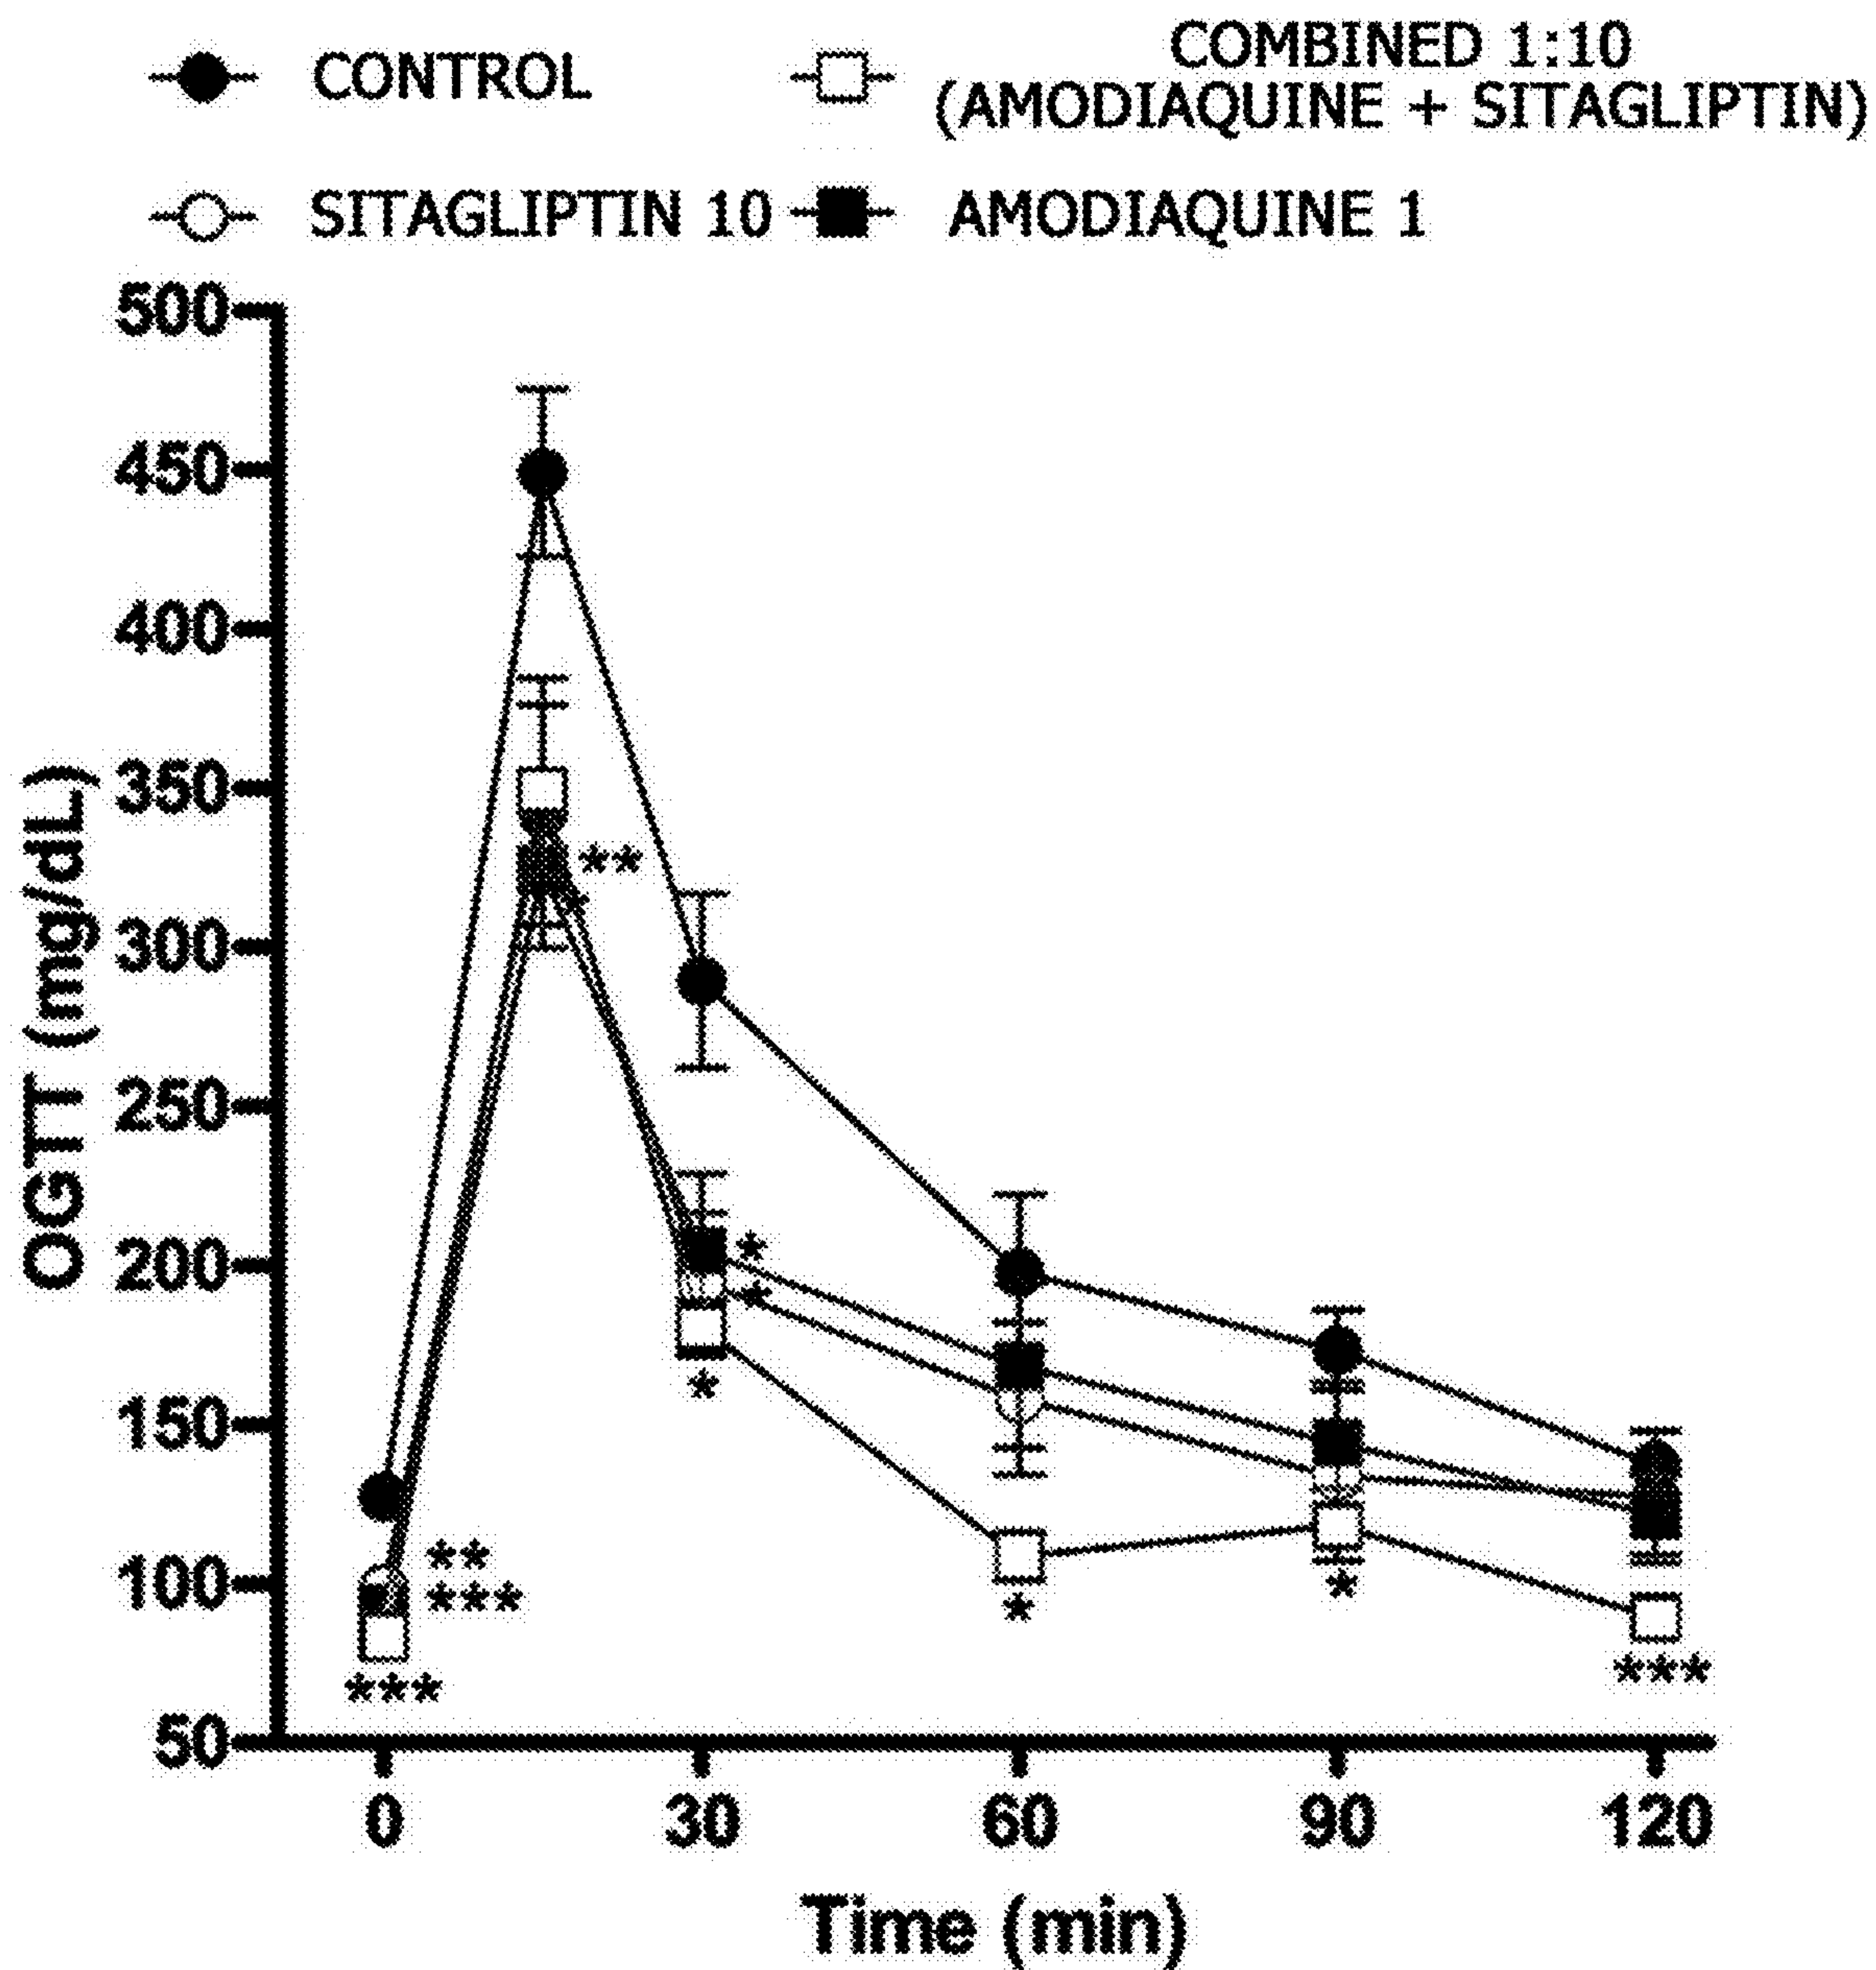 CONTROL
COMBINED 1:10
(AMODIAQUINE + SITAGLIPTIN)
SITAGLIPTIN 10
AMODIAQUINE 1
500
450
400
350
300
250
200
150
100
50
OGTT (mg/dL)
**
*
*
*
*
**
***
***
*
*
***
0 30 60 90 120
Time (min)